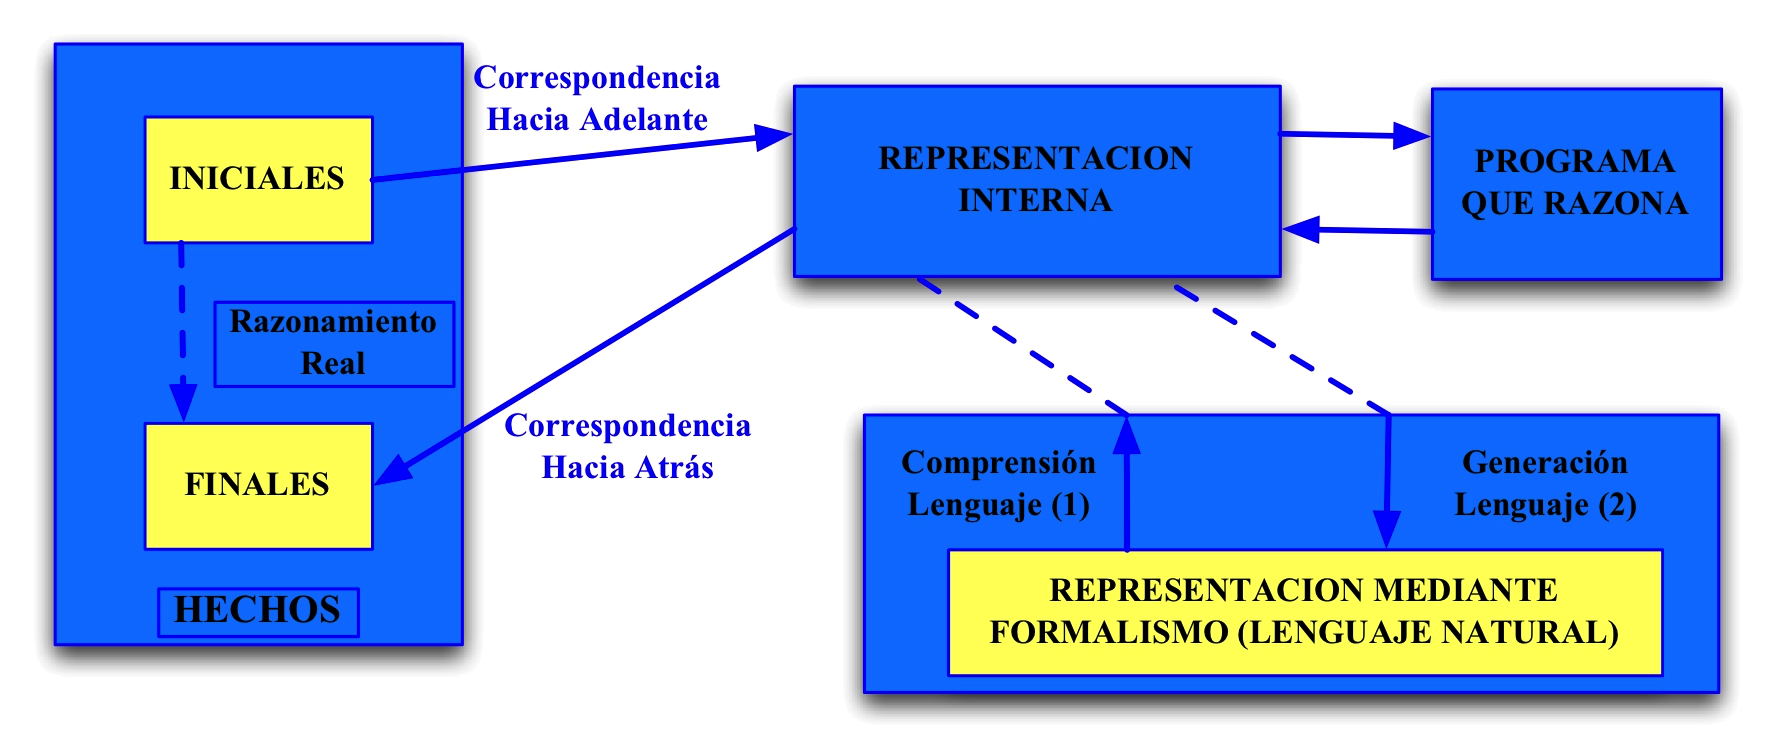 INICIALES
Razonamiento
Real
FINALES
HECHOS
Correspondencia
Hacia Adelante
Correspondencia
Hacia Atrás
REPRESENTACION
INTERNA
PROGRAMA
QUE RAZONA
Comprensión
Lenguaje (1)
Generación
Lenguaje (2)
REPRESENTACION MEDIANTE
FORMALISMO (LENGUAJE NATURAL)